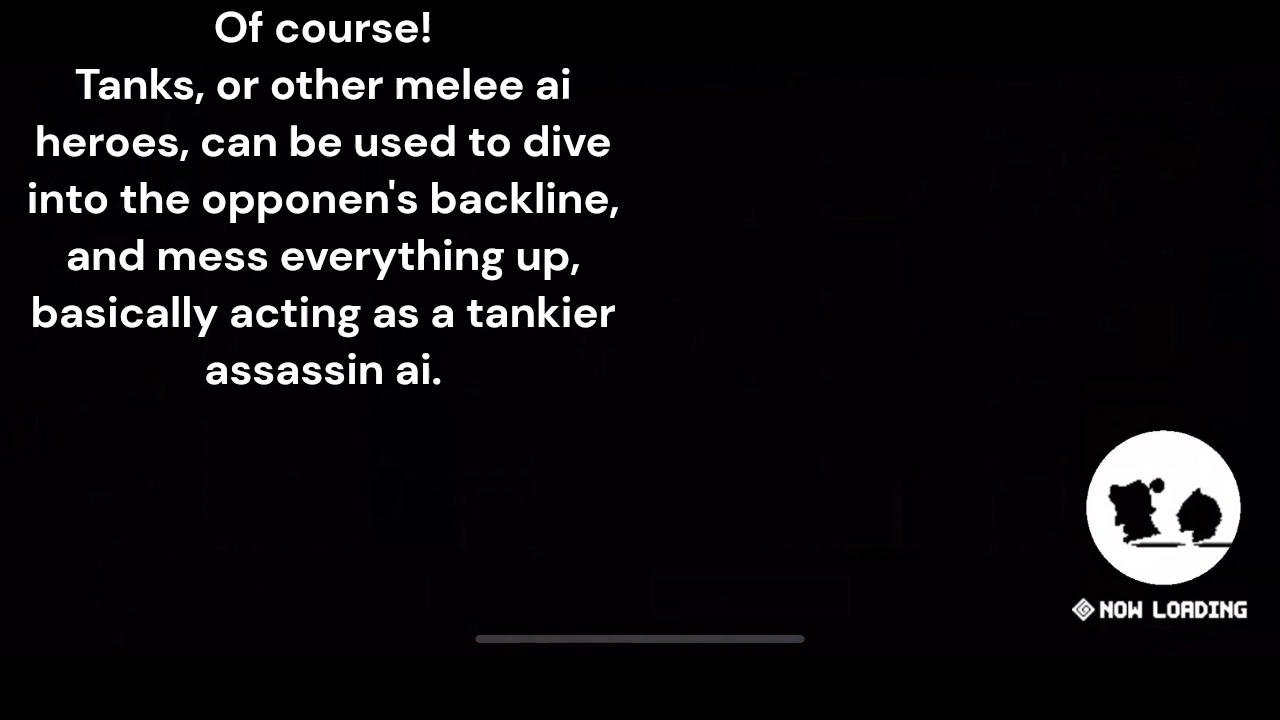 Of course!
Tanks, or other melee ai
heroes, can be used to dive
into the opponen's backline,
and mess everything up,
basically acting as a tankier
assassin ai.
NOW LOADING